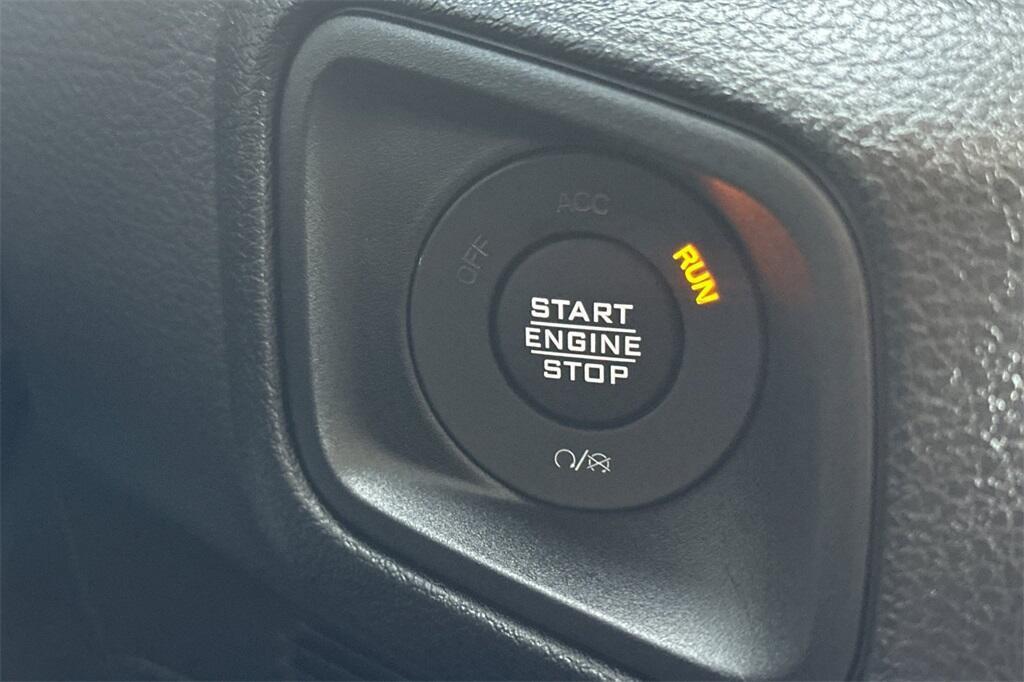 ACC
OFF
RUN
START
ENGINE
STOP